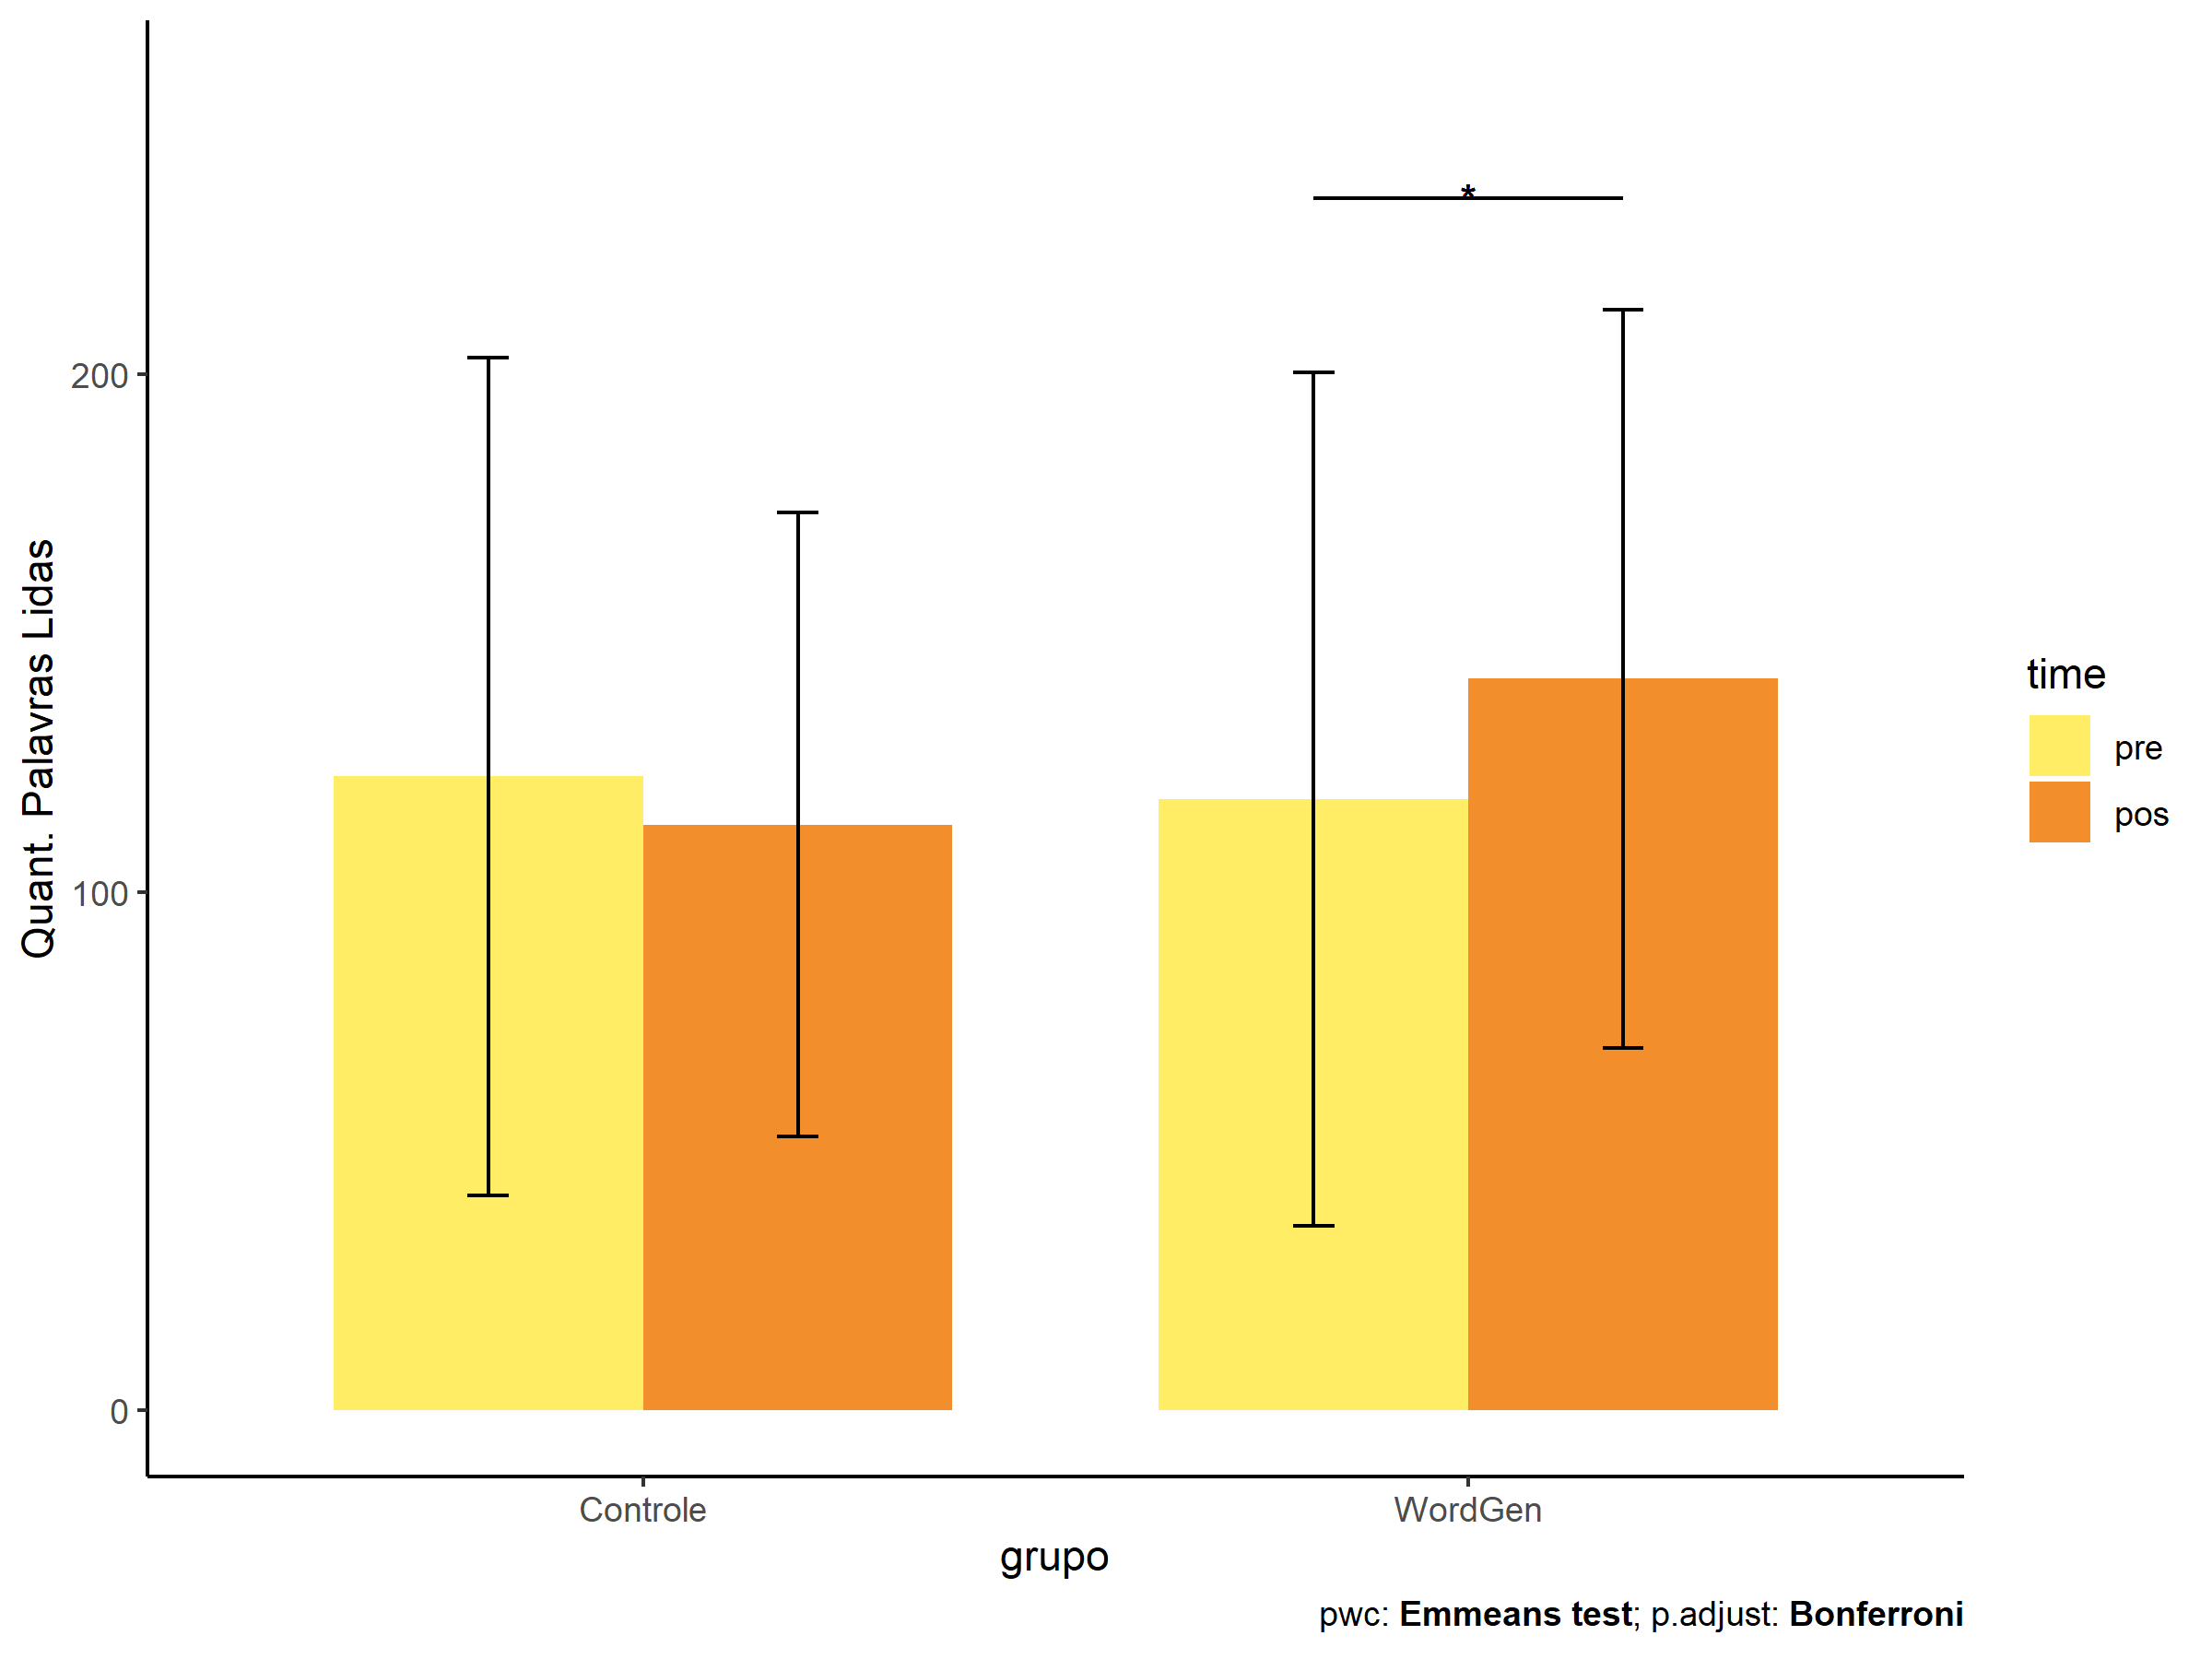 *
200
100
0
Quant. Palavras Lidas
Controle
WordGen
grupo
time
pre
pos
pwc: Emmeans test; p.adjust: Bonferroni